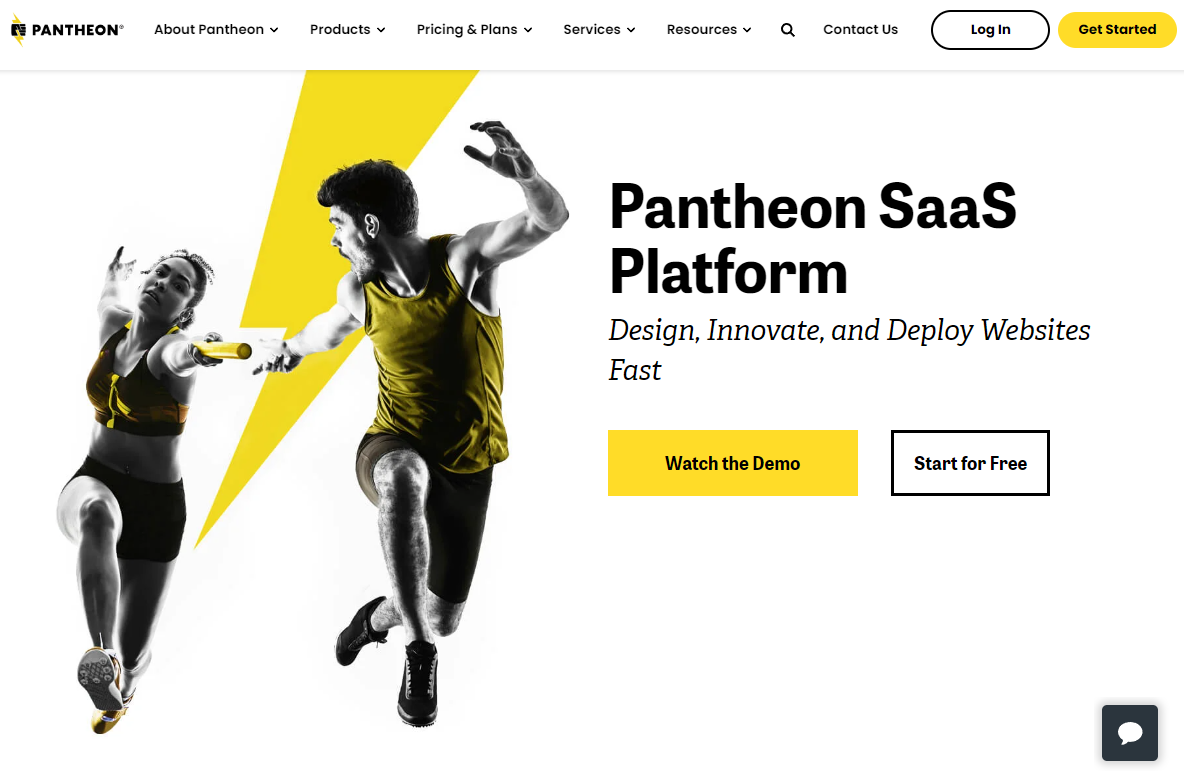 PANTHEON®
About Pantheon
Products
Pricing & Plans
Services
Resources
Contact Us
Log In
Get Started
Pantheon SaaS
Platform
Design, Innovate, and Deploy Websites
Fast
Watch the Demo
Start for Free